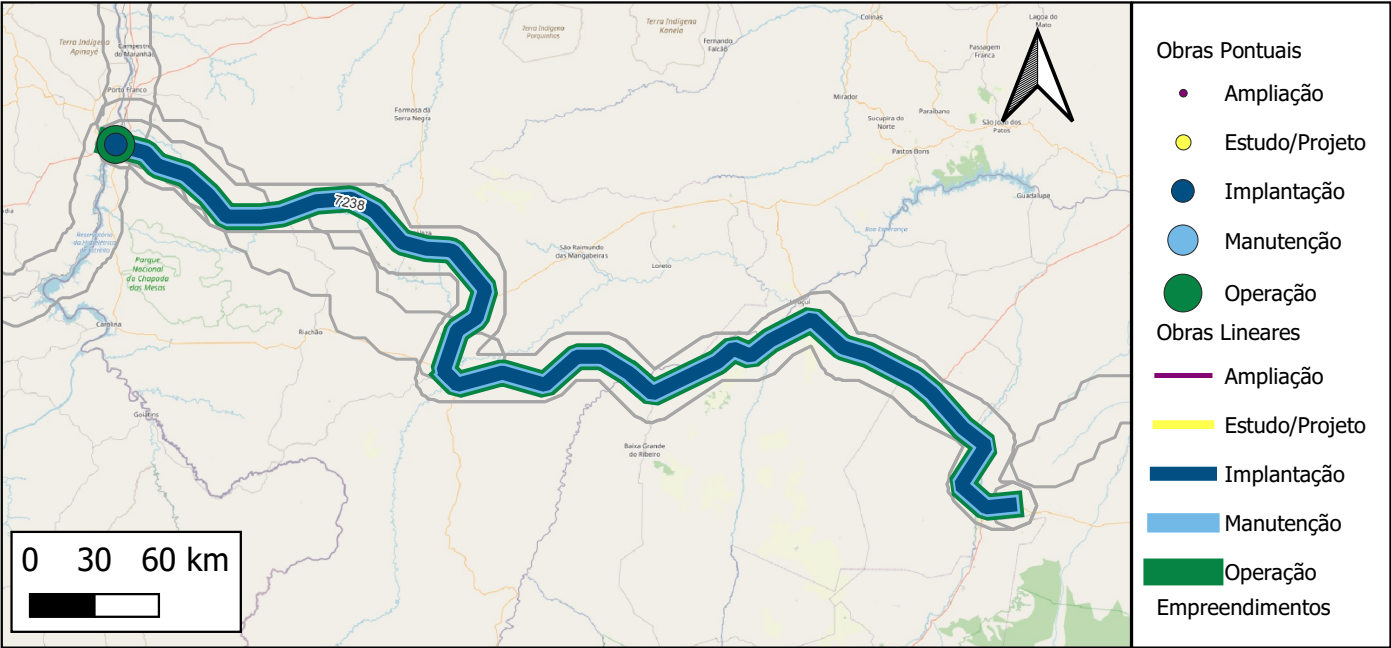 Lagoa do
Mato
Colinas
Terra Indígena
Apinayé
Campestre
do Maranhão
Terra Indígena
Porquinhos
Terra Indígena
Kanela
Fernando
Falcão
Passagem
Franca
Porto Franco
Formosa da
Serra Negra
Mirador
Sucupira do
Norte
Paraibano
São João dos
Patos
Pastos Bons
Guadalupe
7238
Boa Esperança
São Raimundo
das Mangabeiras
Loreto
Parque
Nacional
da Chapada
das Mesas
Carolina
Riachão
Goiatins
Baixa Grande
do Ribeiro
0 30 60 km
Obras Pontuais
Ampliação
Estudo/Projeto
Implantação
Manutenção
Operação
Obras Lineares
Ampliação
Estudo/Projeto
Implantação
Manutenção
Operação
Empreendimentos